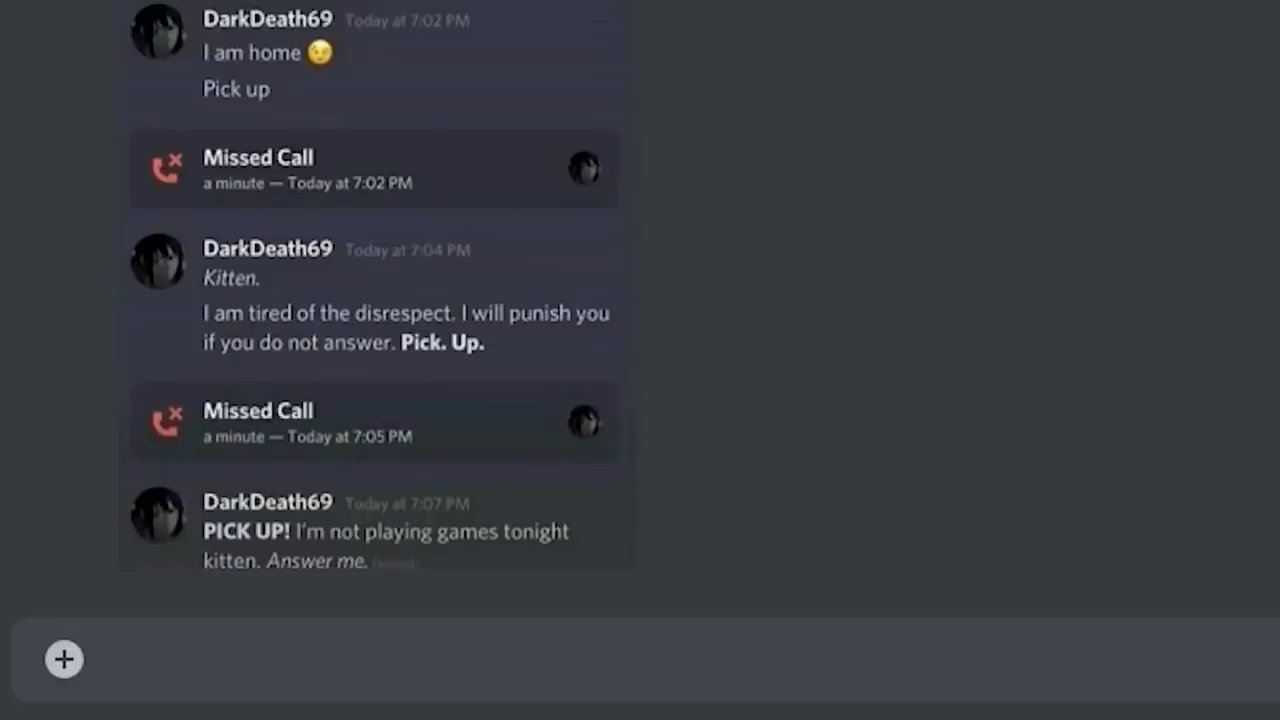 DarkDeath69 Today at 7:02 PM
I am home
Pick up
Missed Call
a minute — Today at 7:02 PM
DarkDeath69 Today at 7:04 PM
Kitten.
I am tired of the disrespect. I will punish you
if you do not answer. Pick. Up.
Missed Call
a minute — Today at 7:05 PM
DarkDeath69 Today at 7:07 PM
PICK UP! I'm not playing games tonight
kitten. Answer me.